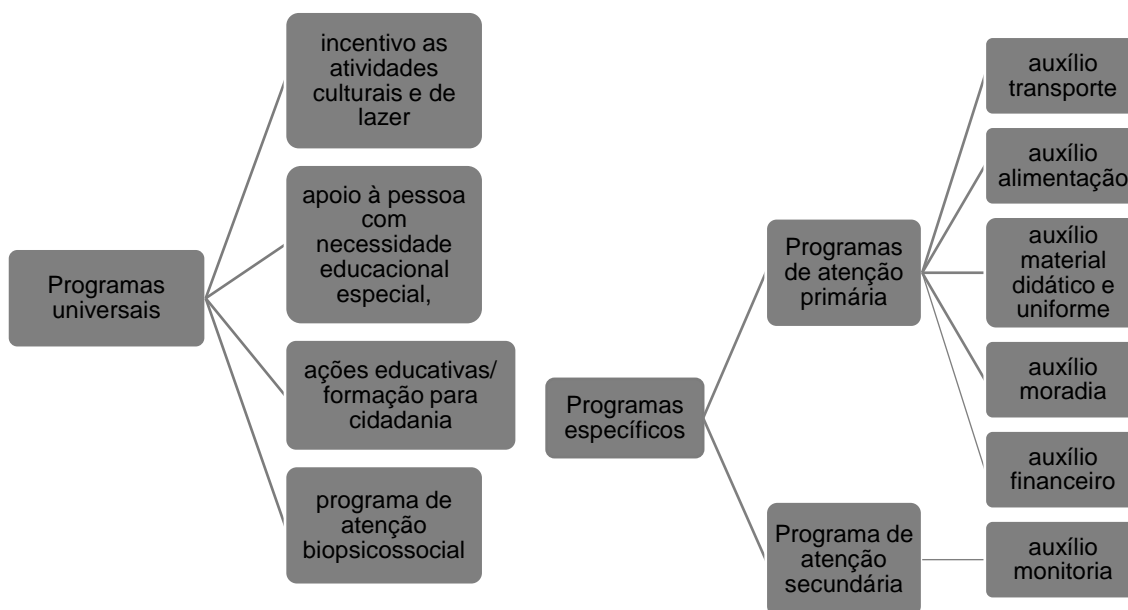 Programas
universais
incentivo as
atividades
culturais e de
lazer
apoio à pessoa
com
necessidade
educacional
especial,
ações educativas/
formação para
cidadania
programa de
atenção
biopsicossocial
Programas
específicos
Programas
de atenção
primária
auxílio
transporte
auxílio
alimentação
auxílio
material
didático e
uniforme
auxílio
moradia
auxílio
financeiro
Programa de
atenção
secundária
auxílio
monitoria